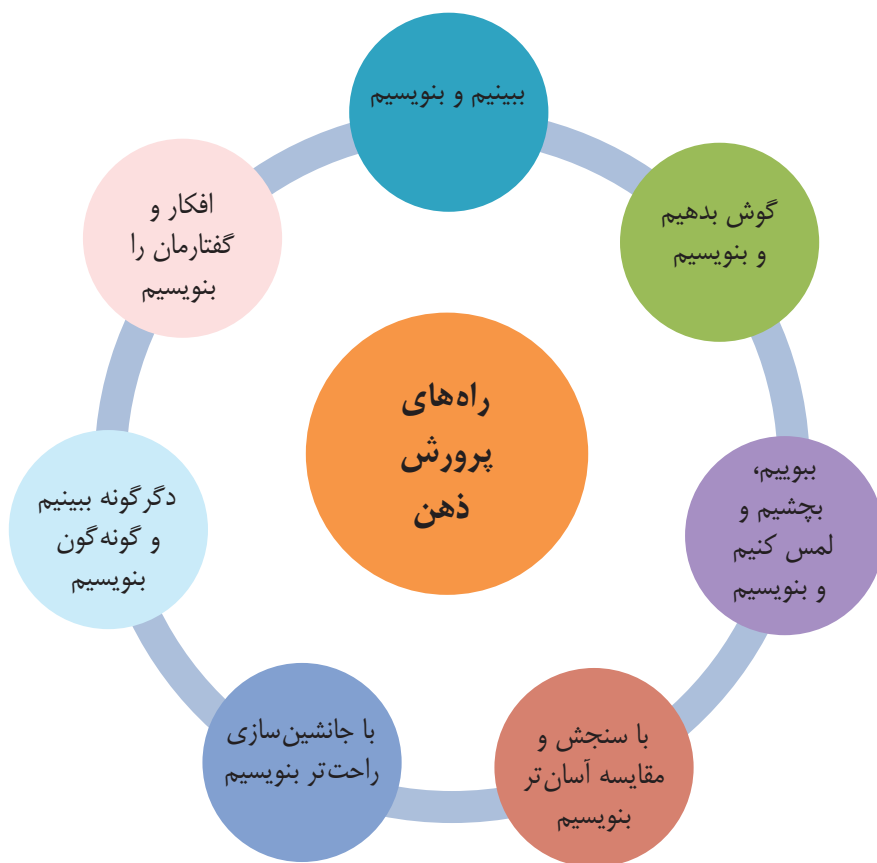 ببینیم و بنویسیم
گوش بدهیم
و بنویسیم
ببوییم،
بچشیم و
لمس کنیم
و بنویسیم
با سنجش و
مقایسه آسان‌تر
بنویسیم
با جانشین‌سازی
راحت‌تر بنویسیم
دگرگونه ببینیم
و گونه‌گون
بنویسیم
افکار و
گفتارمان را
بنویسیم
راه‌های
پرورش
ذهن